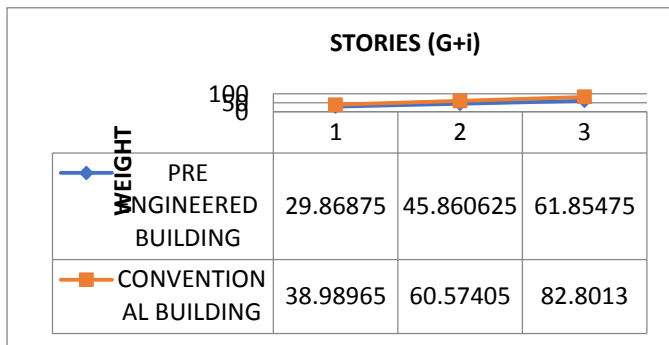 STORIES (G+i)
100
50
0
WEIGHT
1 2 3
PRE
ENGINEERED
BUILDING
29.86875 45.860625 61.85475
CONVENTION
AL BUILDING
38.98965 60.57405 82.8013